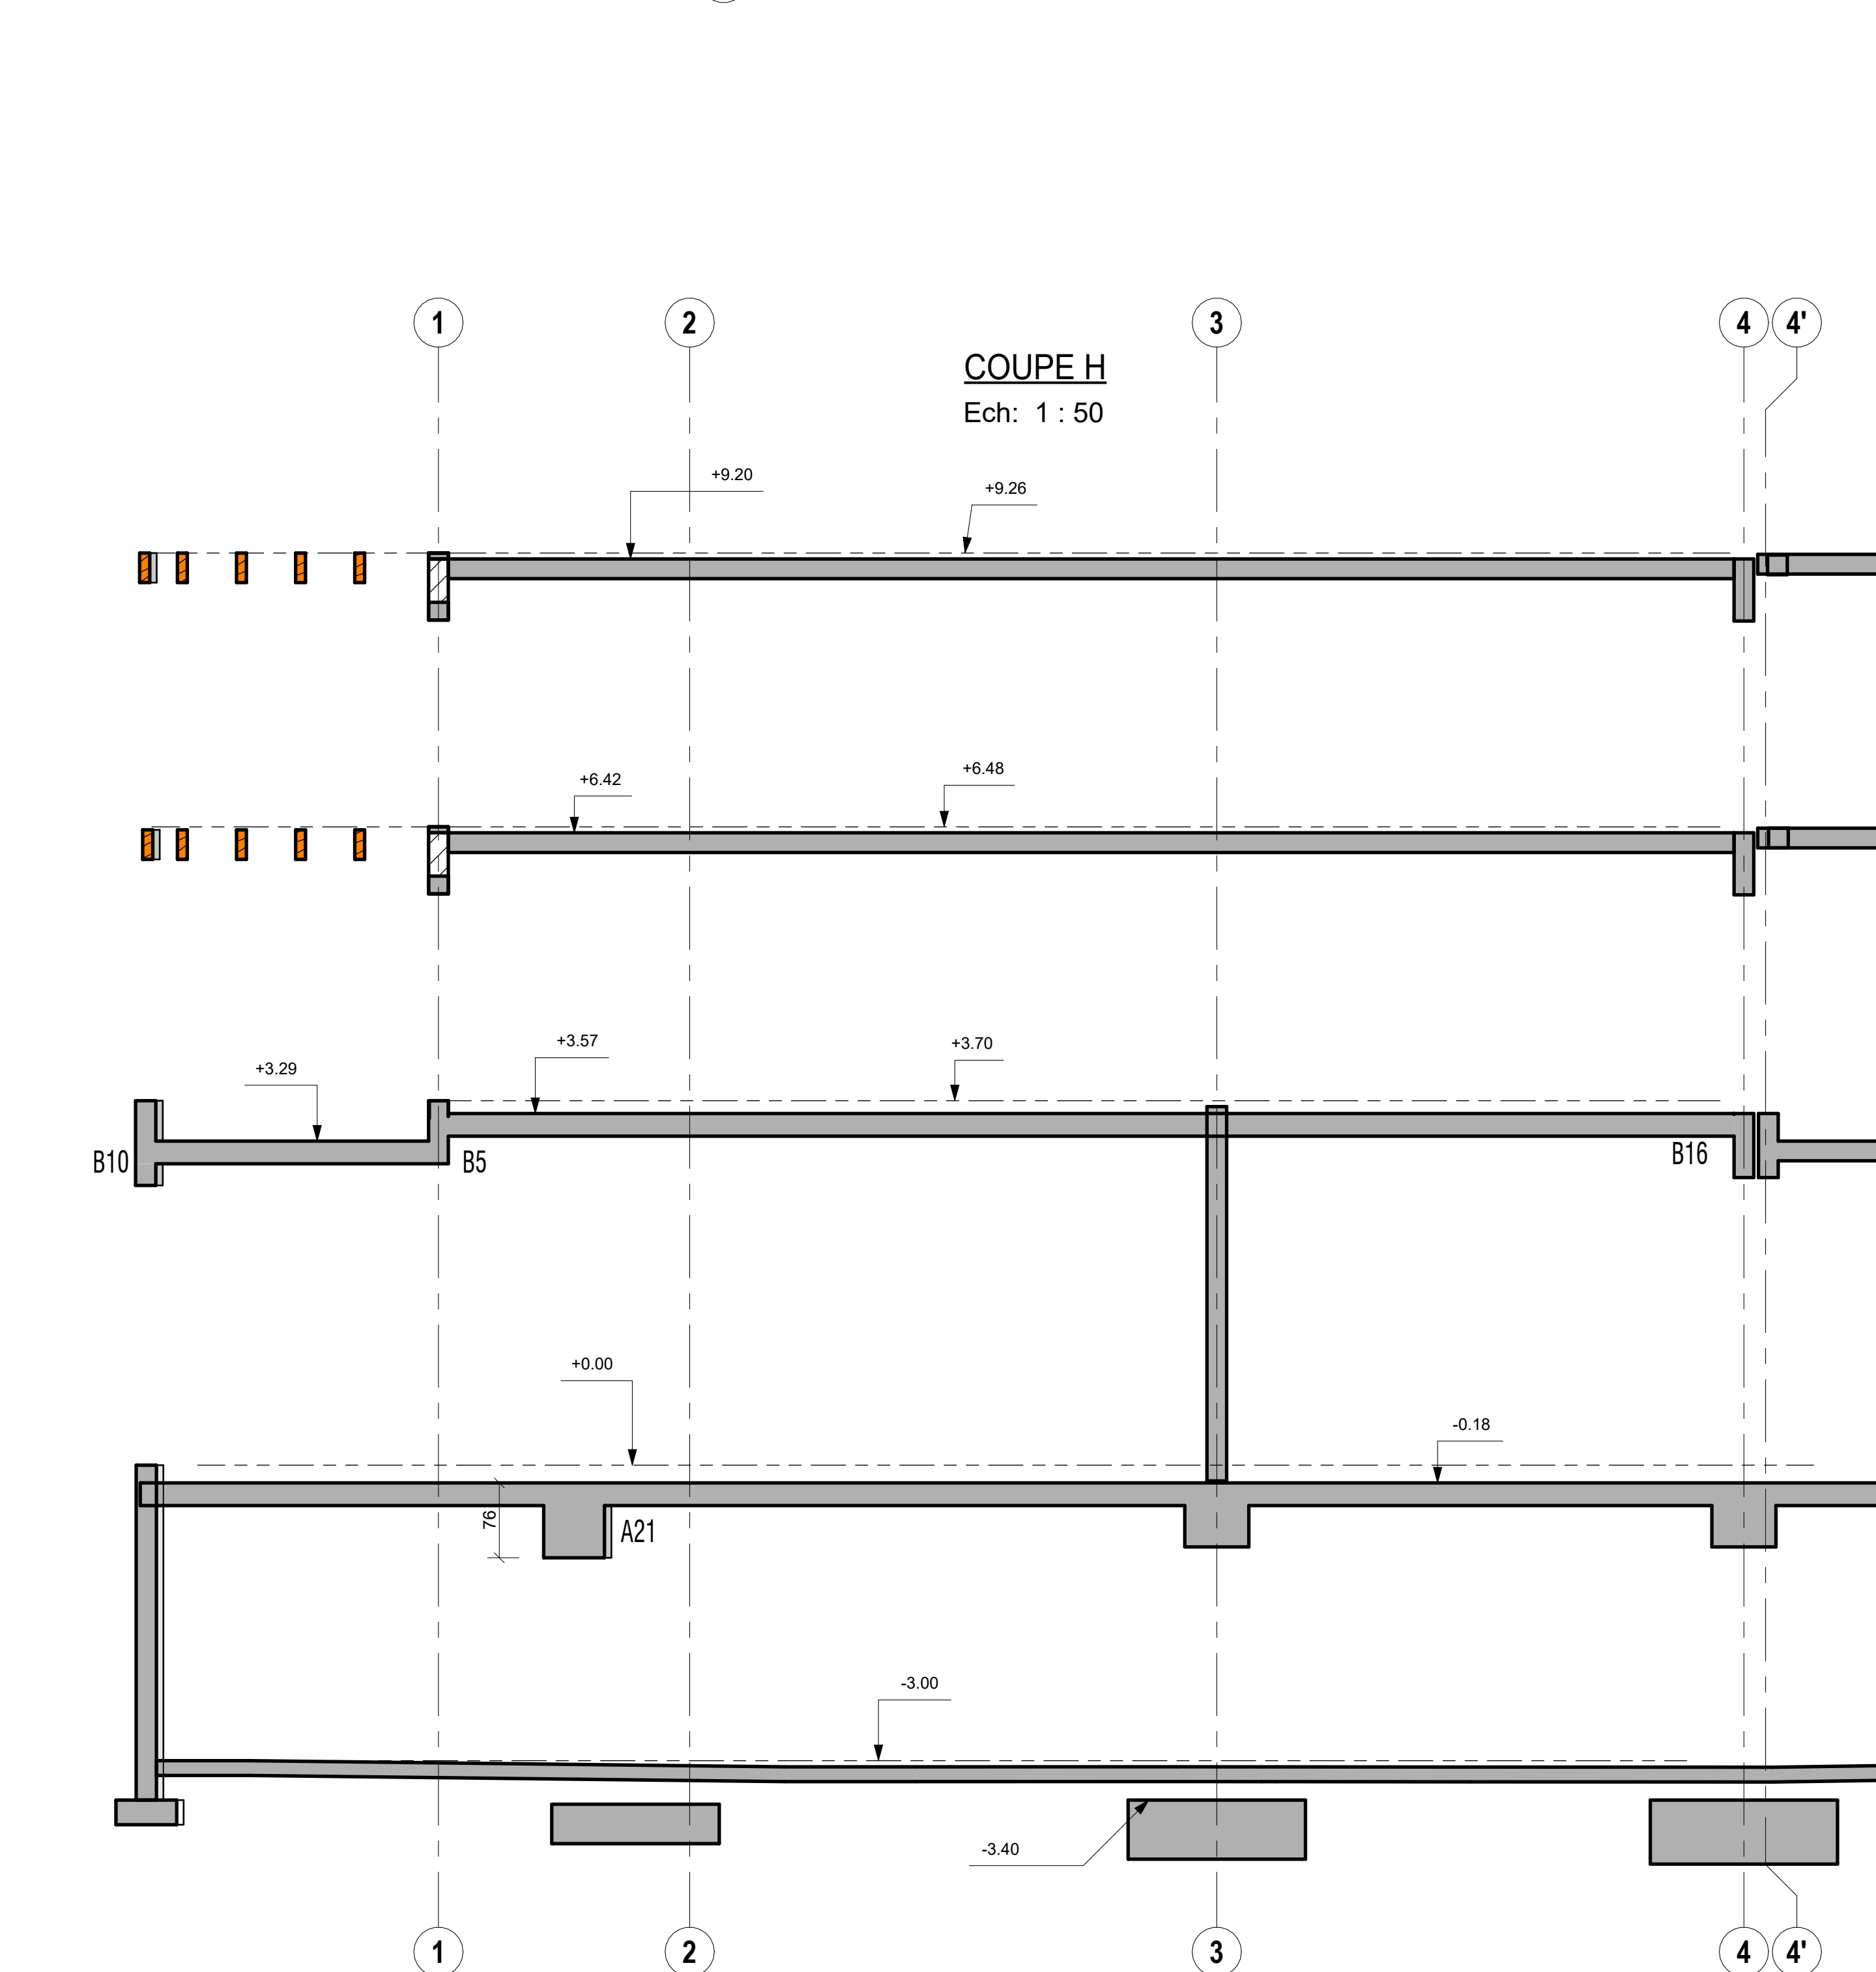 1 2 3 4 4'
COUPE H
Ech: 1 : 50
+9.20
+9.26
+6.42
+6.48
+3.57
+3.70
+3.29
B10
B5
B16
+0.00
-0.18
76
A21
-3.00
-3.40
1 2 3 4 4'